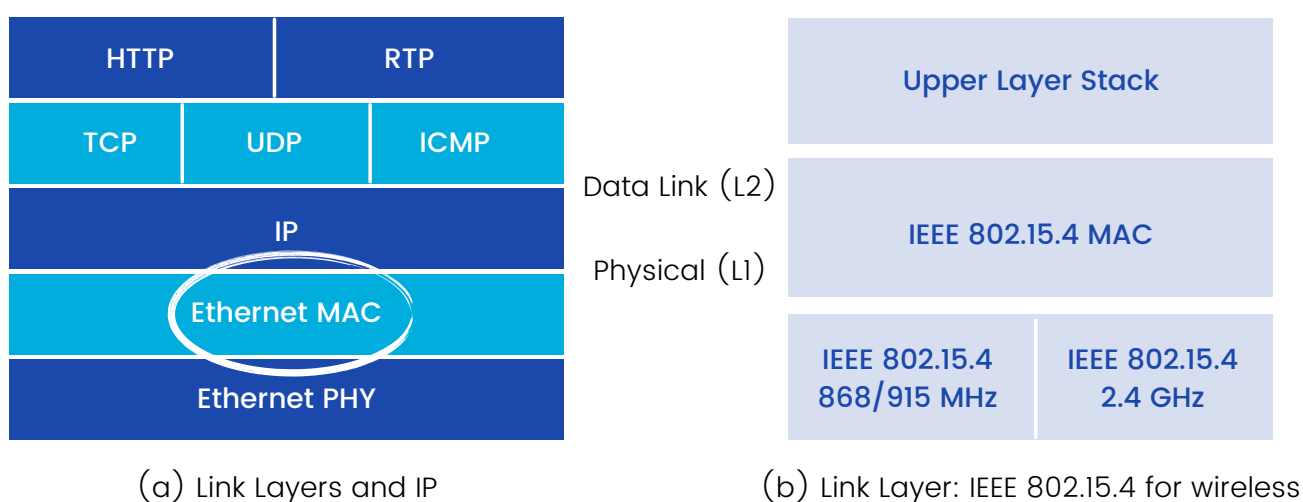 HTTP
RTP
TCP
UDP
ICMP
IP
Ethernet MAC
Ethernet PHY
(a) Link Layers and IP
Data Link (L2)
Physical (L1)
Upper Layer Stack
IEEE 802.15.4 MAC
IEEE 802.15.4
868/915 MHz
IEEE 802.15.4
2.4 GHz
(b) Link Layer: IEEE 802.15.4 for wireless